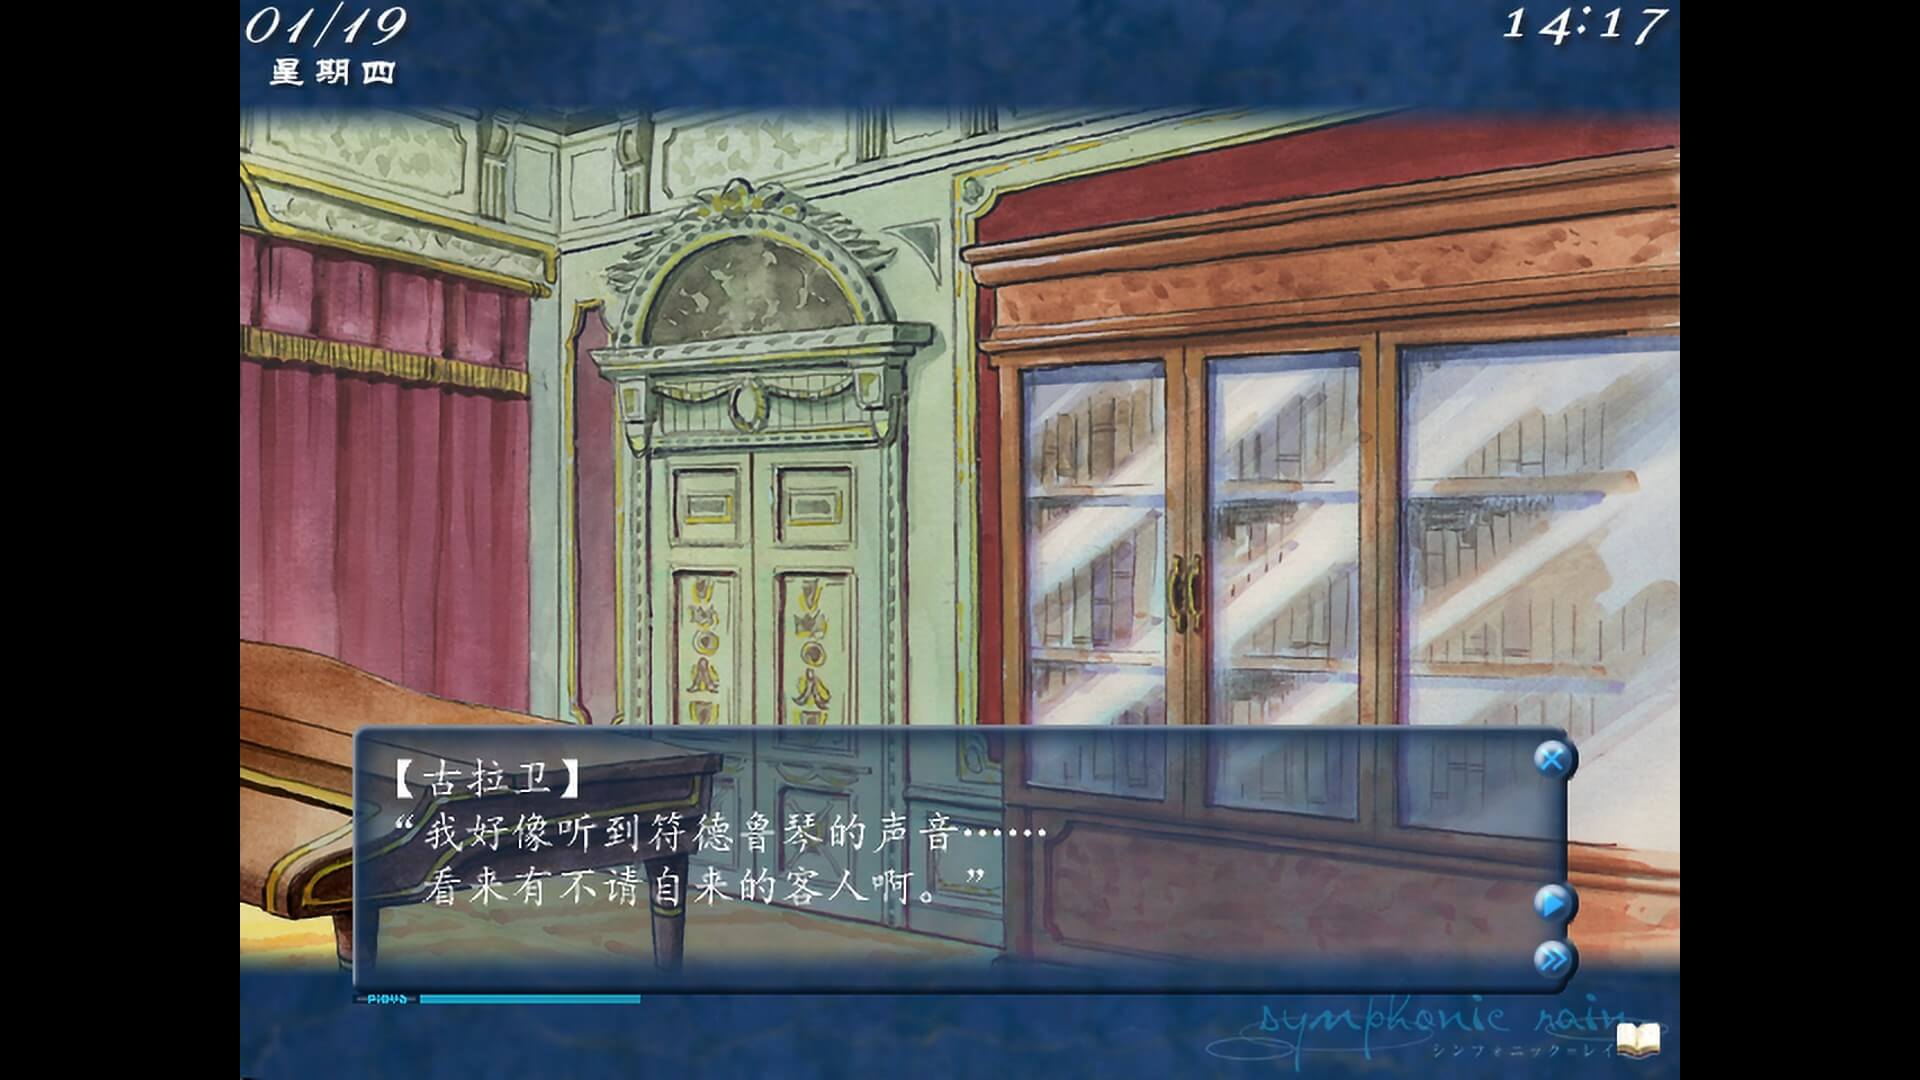 01/19
星期四
14:17
【古拉卫】
“我好像听到符德鲁琴的声音······
看来有不请自来的客人啊。”
symphonic rain
シンフォニック=レイ